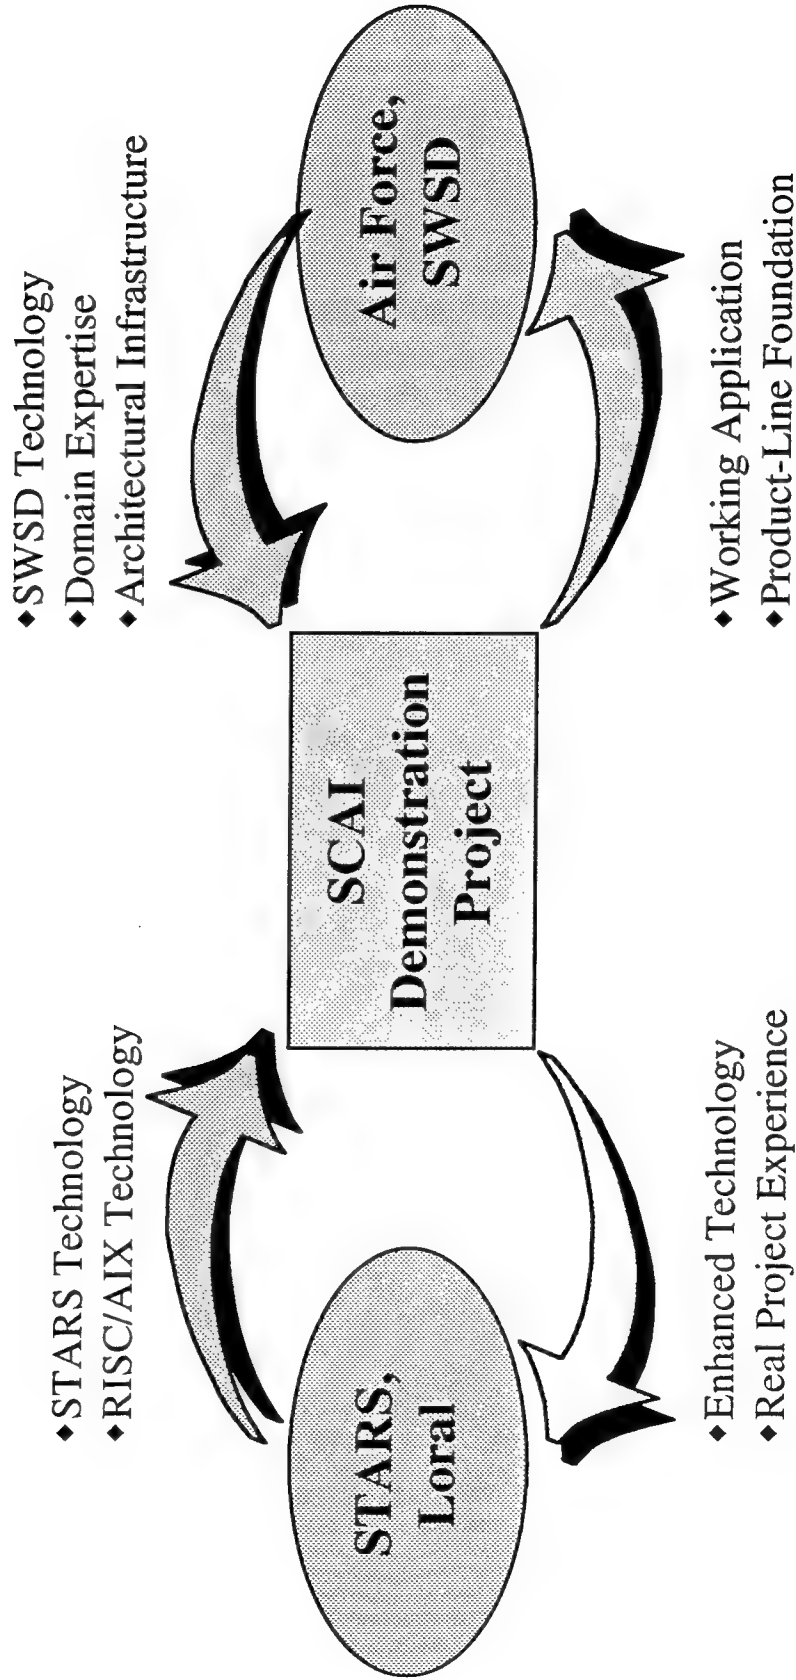 ◆STARS Technology
◆RISC/AIX Technology
◆SWSD Technology
◆Domain Expertise
◆Architectural Infrastructure
STARS,
Loral
SCAI
Demonstration
Project
Air Force,
SWSD
◆Enhanced Technology
◆Real Project Experience
◆Working Application
◆Product-Line Foundation